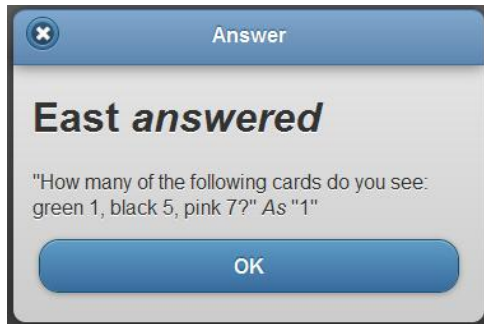 Answer
East answered
"How many of the following cards do you see:
green 1, black 5, pink 7?" As "1"
OK